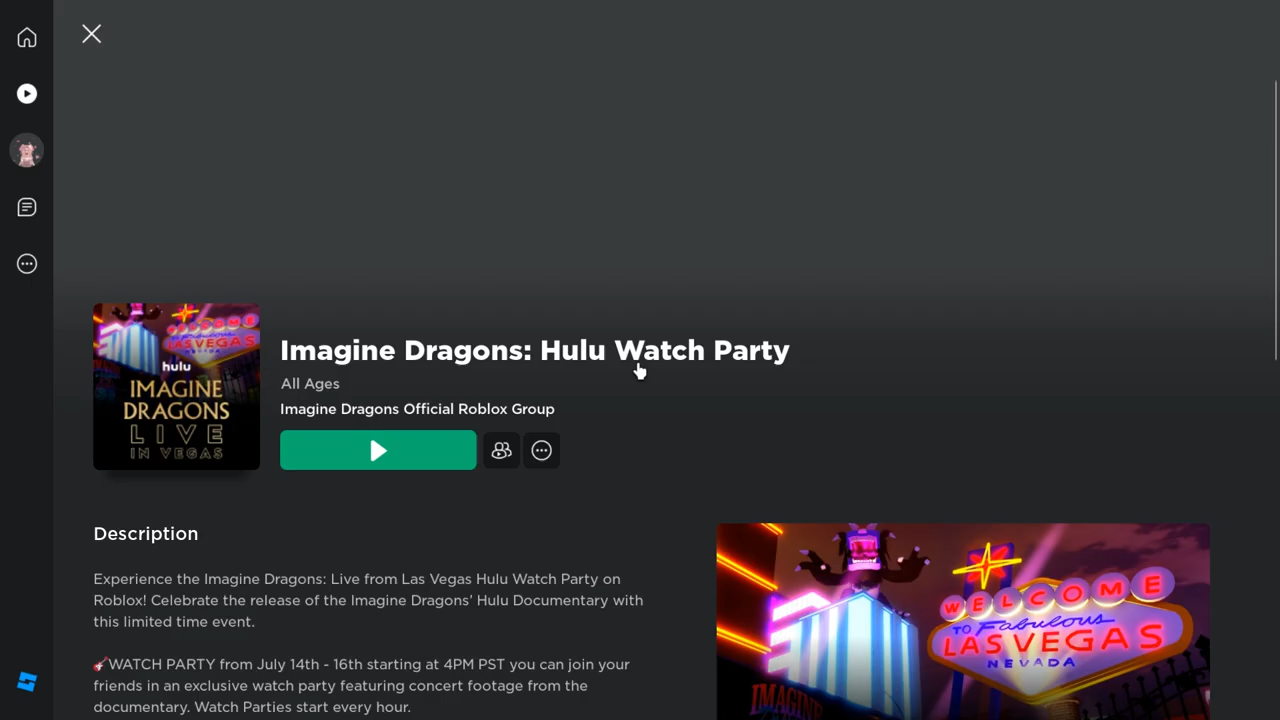 Imagine Dragons: Hulu Watch Party
All Ages
Imagine Dragons Official Roblox Group
hulu
IMAGINE
DRAGONS
LIVE
IN VEGAS
Description
Experience the Imagine Dragons: Live from Las Vegas Hulu Watch Party on
Roblox! Celebrate the release of the Imagine Dragons' Hulu Documentary with
this limited time event.
🎸WATCH PARTY from July 14th - 16th starting at 4PM PST you can join your
friends in an exclusive watch party featuring concert footage from the
documentary. Watch Parties start every hour.
WELCOME
TO Fabulous
LAS VEGAS
NEVADA
IMAGINE